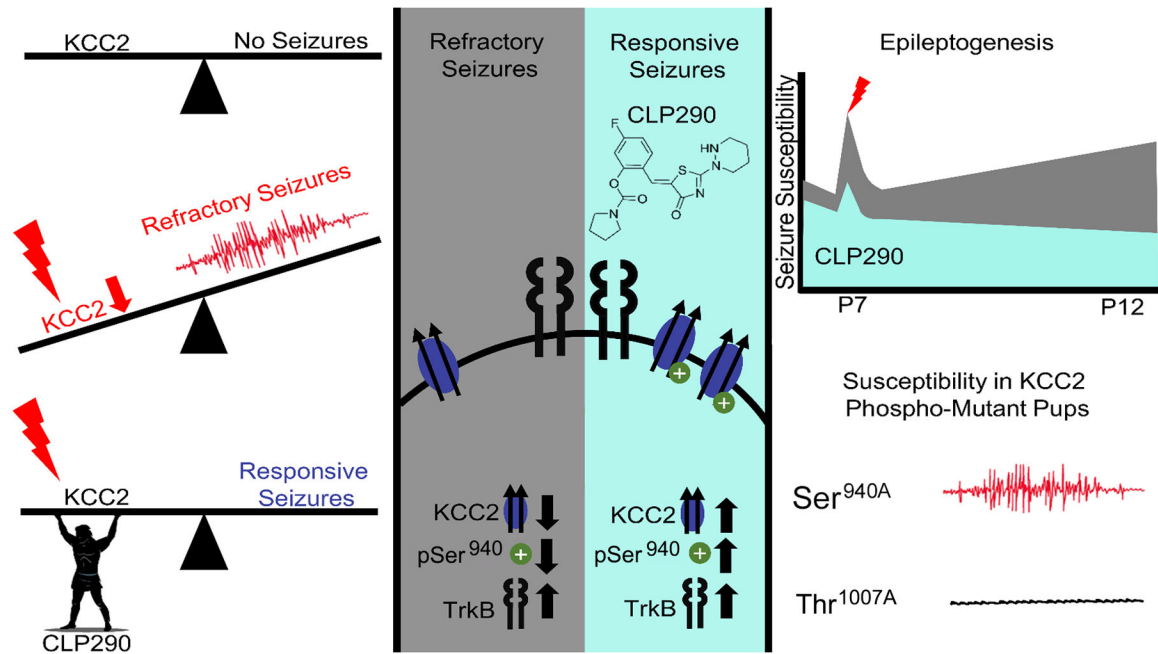 KCC2
No Seizures
Refractory Seizures
KCC2
KCC2
Responsive
Seizures
CLP290
Refractory
Seizures
Responsive
Seizures
CLP290
F
O
N
O
S
N
O
HN
N
KCC2
pSer940 +
TrkB
KCC2
pSer940 +
TrkB
+
+
Epileptogenesis
Seizure Susceptibility
CLP290
P7
P12
Susceptibility in KCC2
Phospho-Mutant Pups
Ser940A
Thr1007A